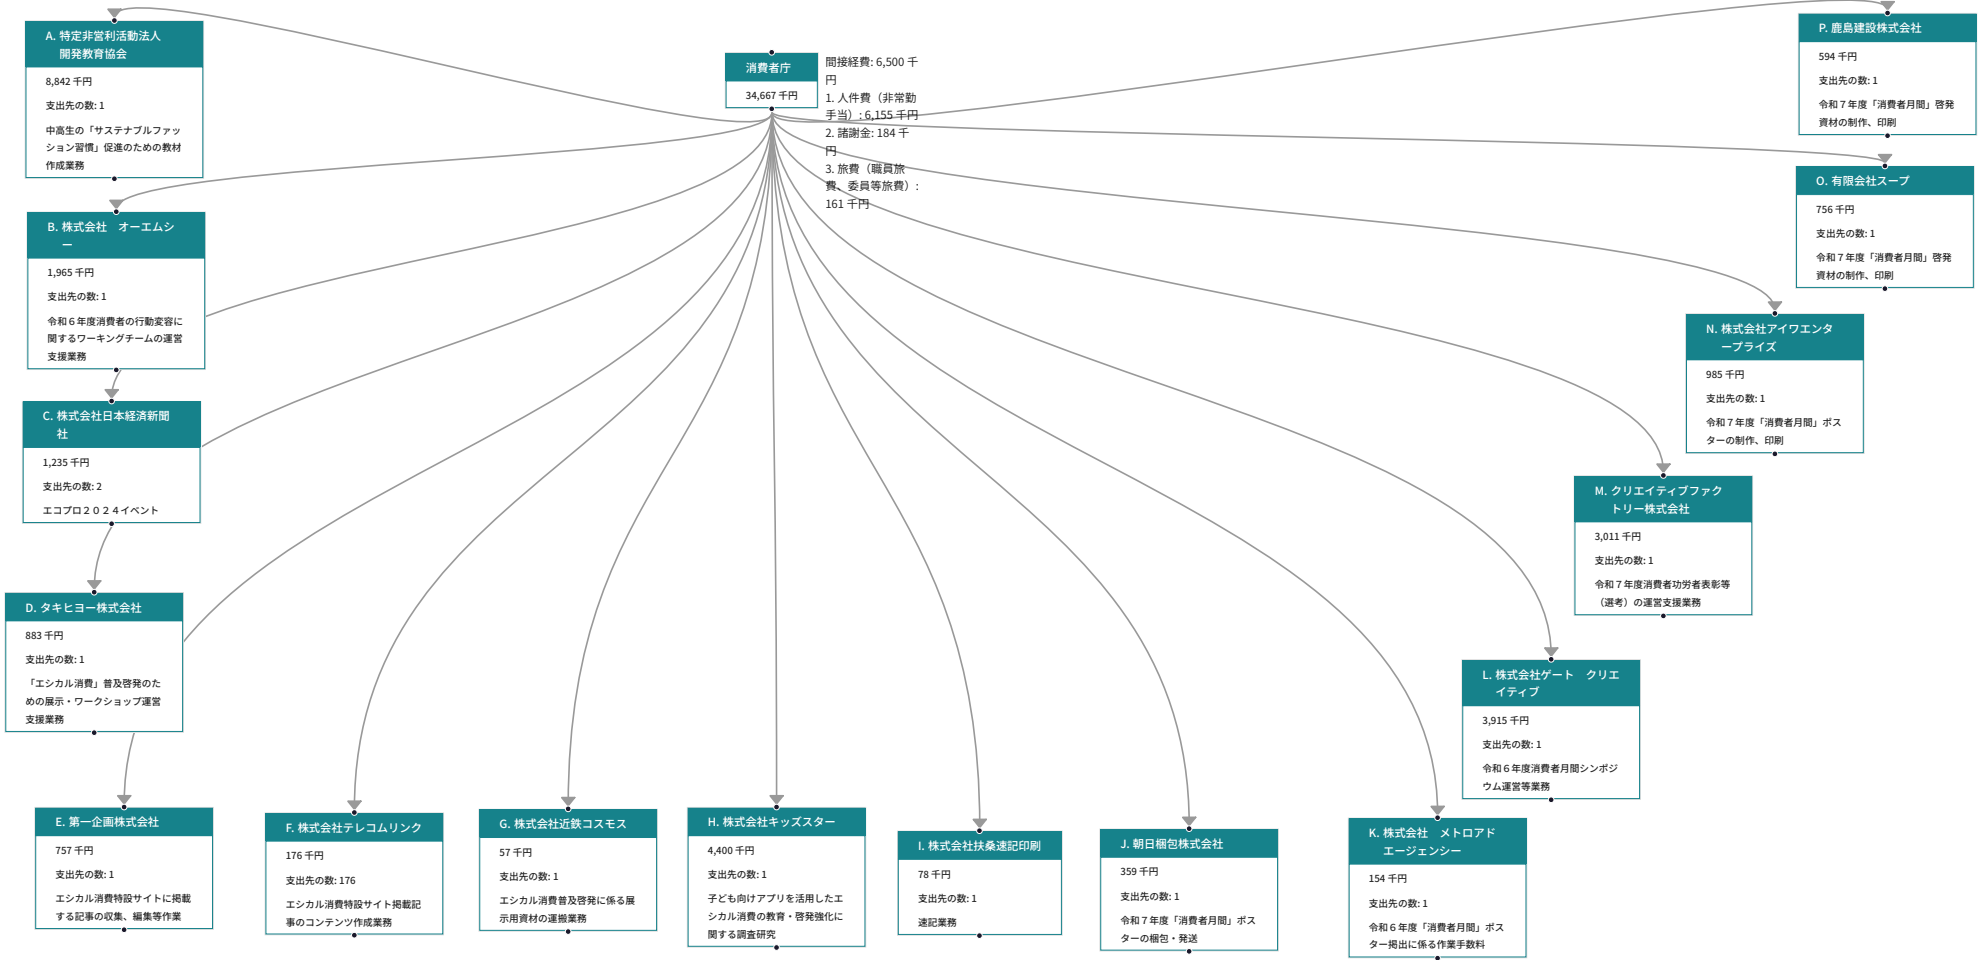 消費者庁
34,667 千円
間接経費: 6,500 千
円
1. 人件費（非常勤
手当）: 6,155 千円
2. 諸謝金: 184 千
円
3. 旅費（職員旅
費、委員等旅費）:
161 千円
A. 特定非営利活動法人
開発教育協会
8,842 千円
支出先の数: 1
中高生の「サステナブルファッ
ション習慣」促進のための教材
作成業務
B. 株式会社　オーエムシ
ー
1,965 千円
支出先の数: 1
令和６年度消費者の行動変容に
関するワーキングチームの運営
支援業務
C. 株式会社日本経済新聞
社
1,235 千円
支出先の数: 2
エコプロ２０２４イベント
D. タキヒヨー株式会社
883 千円
支出先の数: 1
「エシカル消費」普及啓発のた
めの展示・ワークショップ運営
支援業務
E. 第一企画株式会社
757 千円
支出先の数: 1
エシカル消費特設サイトに掲載
する記事の収集、編集等作業
F. 株式会社テレコムリンク
176 千円
支出先の数: 176
エシカル消費特設サイト掲載記
事のコンテンツ作成業務
G. 株式会社近鉄コスモス
57 千円
支出先の数: 1
エシカル消費普及啓発に係る展
示用資材の運搬業務
H. 株式会社キッズスター
4,400 千円
支出先の数: 1
子ども向けアプリを活用したエ
シカル消費の教育・啓発強化に
関する調査研究
I. 株式会社扶桑速記印刷
78 千円
支出先の数: 1
速記業務
J. 朝日梱包株式会社
359 千円
支出先の数: 1
令和７年度「消費者月間」ポス
ターの梱包・発送
K. 株式会社　メトロアド
エージェンシー
154 千円
支出先の数: 1
令和６年度「消費者月間」ポス
ター掲出に係る作業手数料
L. 株式会社ゲート　クリエ
イティブ
3,915 千円
支出先の数: 1
令和６年度消費者月間シンポジ
ウム運営等業務
M. クリエイティブファク
トリー株式会社
3,011 千円
支出先の数: 1
令和７年度消費者功労者表彰等
（選考）の運営支援業務
N. 株式会社アイワエンタ
ープライズ
985 千円
支出先の数: 1
令和７年度「消費者月間」ポス
ターの制作、印刷
O. 有限会社スープ
756 千円
支出先の数: 1
令和７年度「消費者月間」啓発
資材の制作、印刷
P. 鹿島建設株式会社
594 千円
支出先の数: 1
令和７年度「消費者月間」啓発
資材の制作、印刷